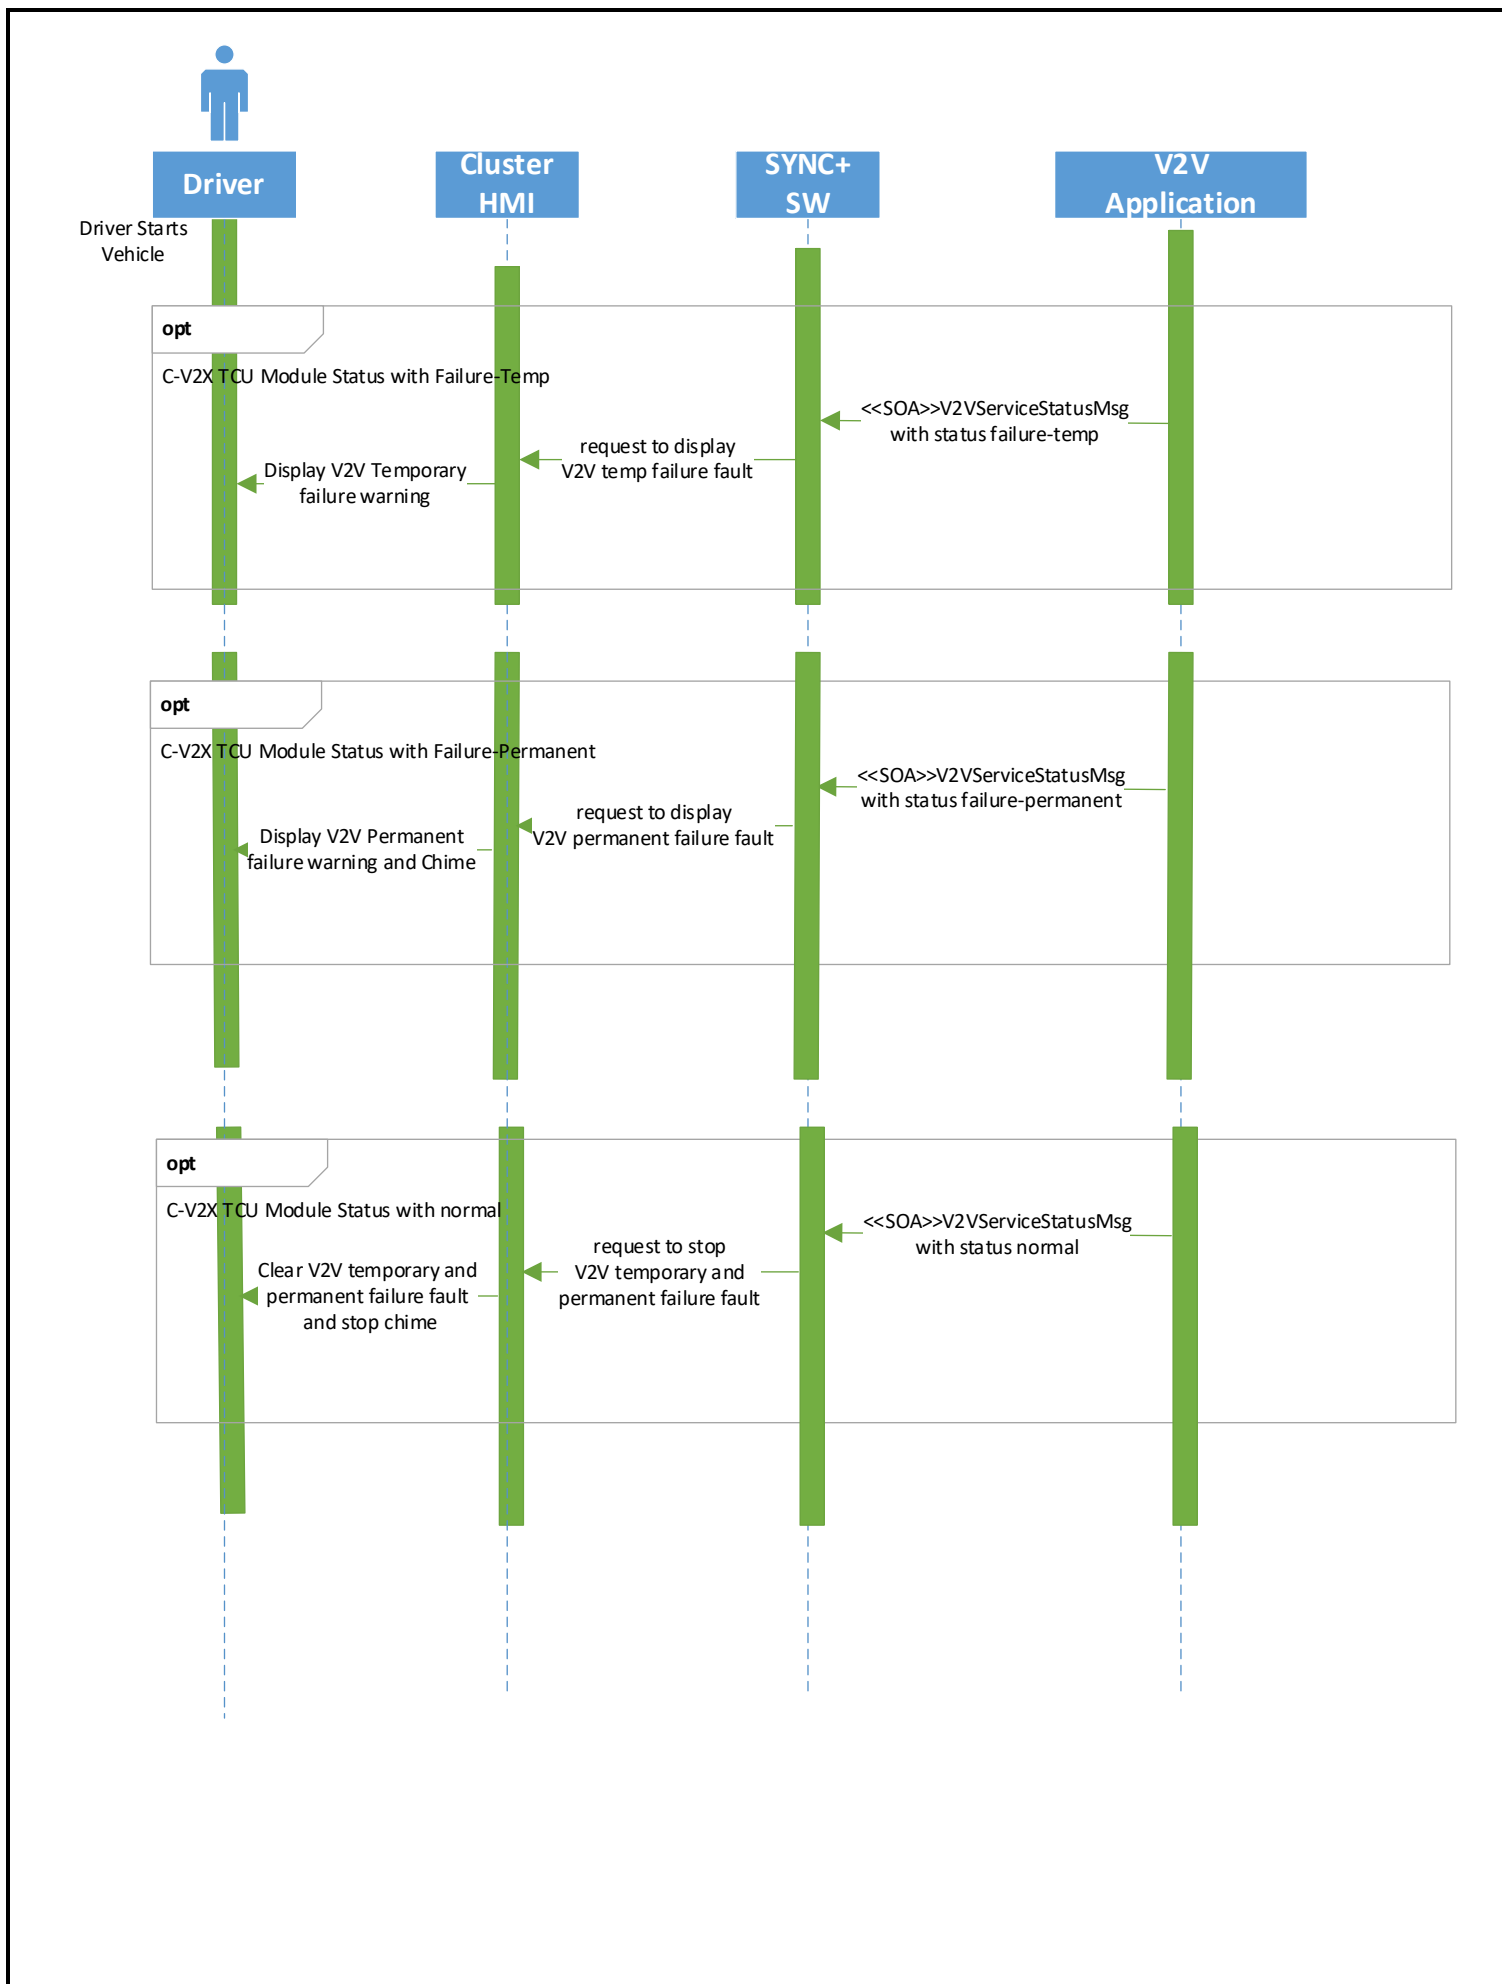 Driver
Cluster
HMI
SYNC+
SW
V2V
Application
Driver Starts
Vehicle
opt
C-V2X TCU Module Status with Failure-Temp
<<SOA>>V2VServiceStatusMsg
with status failure-temp
request to display
V2V temp failure fault
Display V2V Temporary
failure warning
opt
C-V2X TCU Module Status with Failure-Permanent
<<SOA>>V2VServiceStatusMsg
with status failure-permanent
request to display
V2V permanent failure fault
Display V2V Permanent
failure warning and Chime
opt
C-V2X TCU Module Status with normal
<<SOA>>V2VServiceStatusMsg
with status normal
request to stop
V2V temporary and
permanent failure fault
Clear V2V temporary and
permanent failure fault
and stop chime